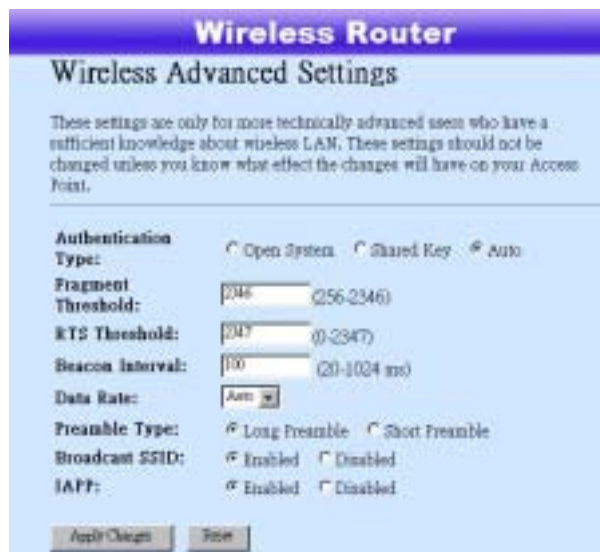 Wireless Router
Wireless Advanced Settings
These settings are only for more technically advanced users who have a
sufficient knowledge about wireless LAN. These settings should not be
changed unless you know what effect the changes will have on your Access
Point.
Authentication
Type:
Open System Shared Key Auto
Fragment
Threshold:
2346 (256-2346)
RTS Threshold: 2347 (0-2347)
Beacon Interval: 100 (20-1024 ms)
Data Rate: Auto
Preamble Type: Long Preamble Short Preamble
Broadcast SSID: Enabled Disabled
IAPP: Enabled Disabled
Apply Changes Reset